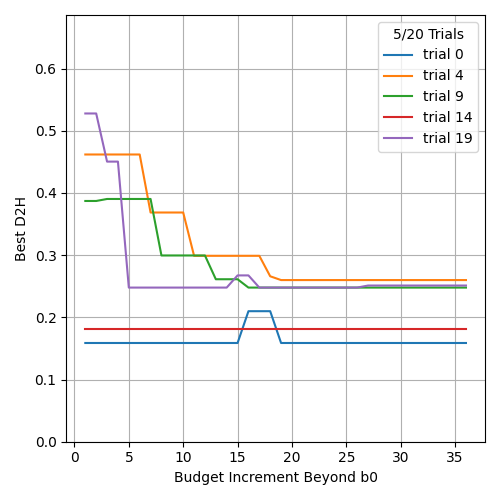 5/20 Trials
trial 0
trial 4
trial 9
trial 14
trial 19
0.6
0.5
0.4
0.3
0.2
0.1
0.0
Best D2H
0 5 10 15 20 25 30 35
Budget Increment Beyond b0